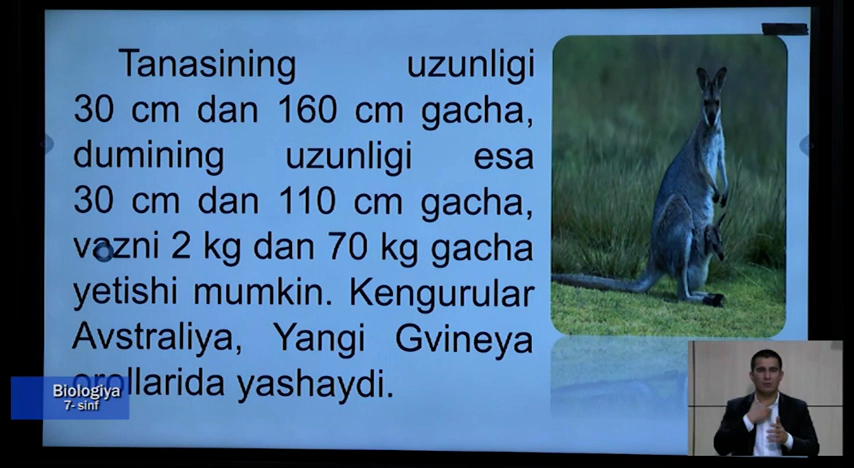 Tanasining uzunligi
30 cm dan 160 cm gacha,
dumining uzunligi esa
30 cm dan 110 cm gacha,
vazni 2 kg dan 70 kg gacha
yetishi mumkin. Kengurular
Avstraliya, Yangi Gvineya
orollarida yashaydi.
Biologiya
7- sinf